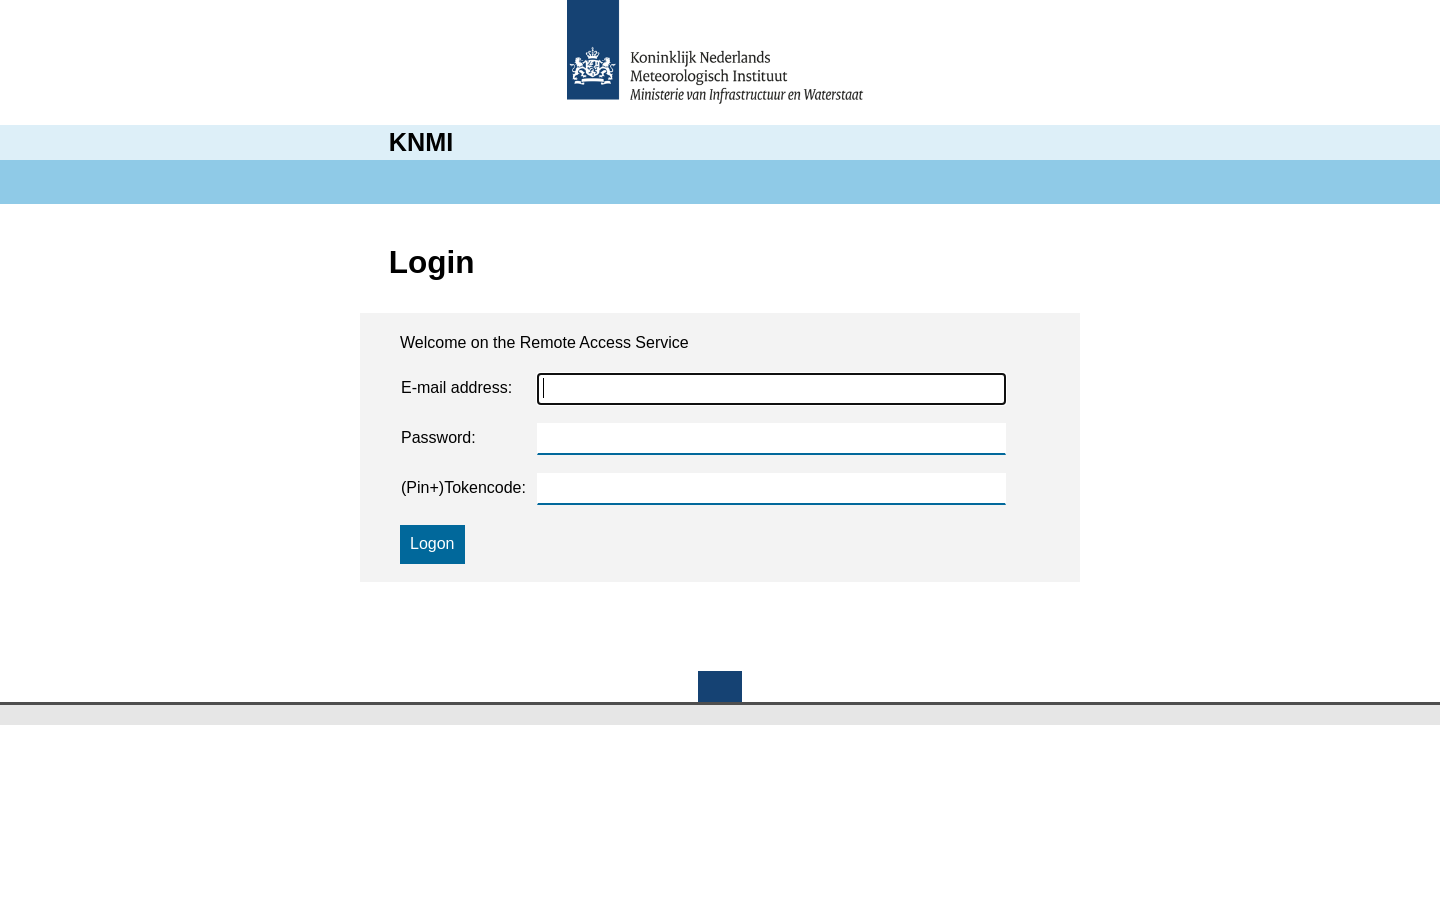 Koninklijk Nederlands
Meteorologisch Instituut
Ministerie van Infrastructuur en Waterstaat
KNMI
Login
Welcome on the Remote Access Service
E-mail address:
Password:
(Pin+)Tokencode:
Logon